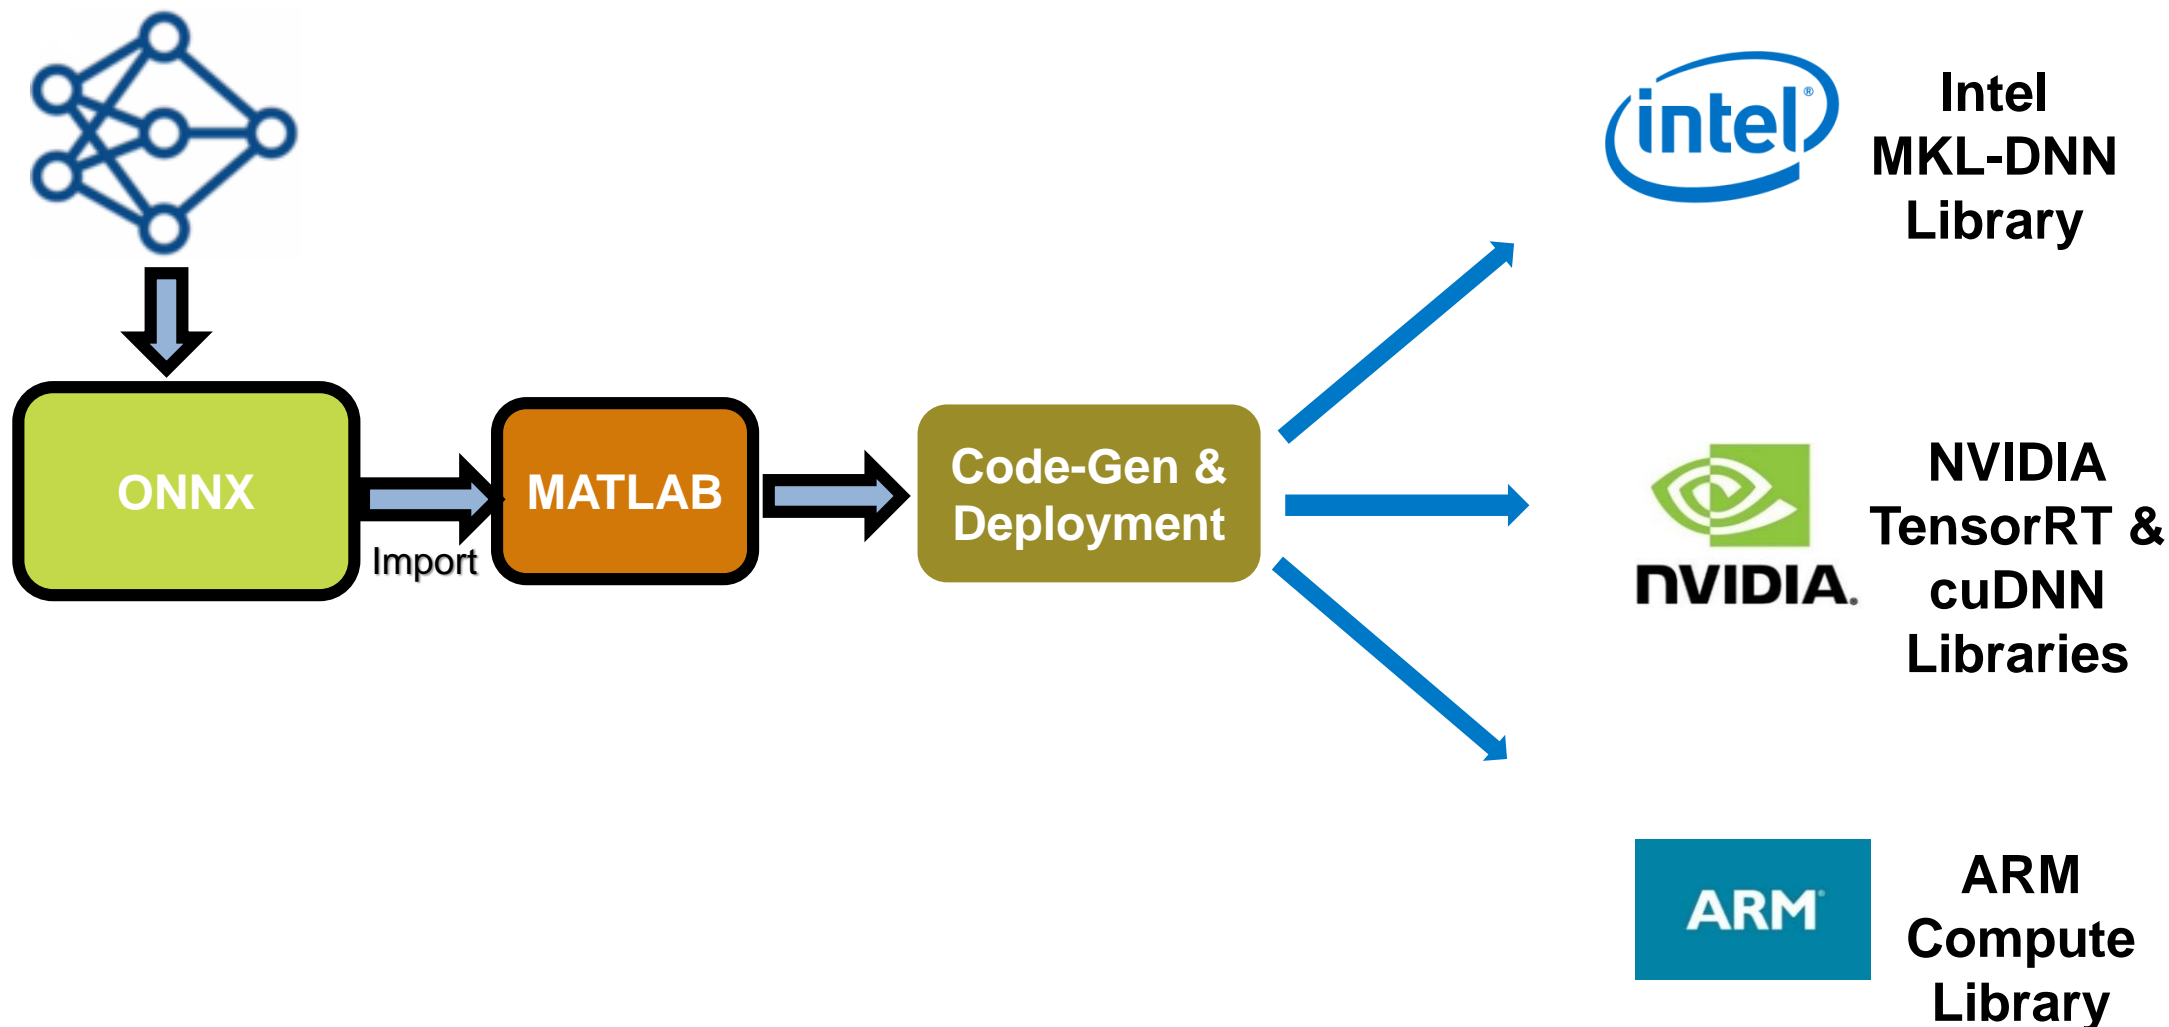 ONNX
Import
MATLAB
Code-Gen &
Deployment
intel®
Intel
MKL-DNN
Library
NVIDIA®
NVIDIA
TensorRT &
cuDNN
Libraries
ARM®
ARM
Compute
Library